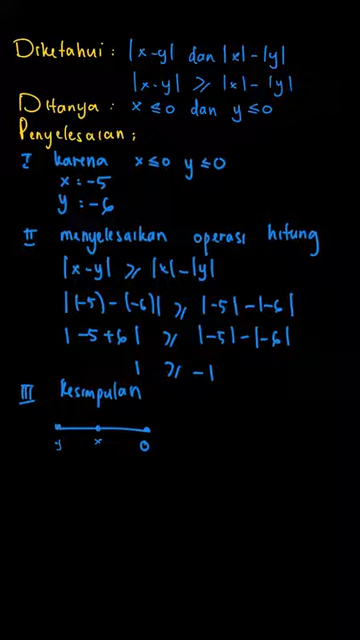 Diketahui : |x-y| dan |x|-|y|
|x-y| ⩾ |x|-|y|
Ditanya : x ≤ 0 dan y ≤ 0
Penyelesaian :
I karena x ≤ 0 y ≤ 0
x = -5
y = -6
II menyelesaikan operasi hitung
|x-y| ⩾ |x|-|y|
|(-5)-(-6)| ⩾ |-5|-|-6|
|-5+6| ⩾ |-5|-|-6|
1 ⩾ -1
III Kesimpulan
y x 0